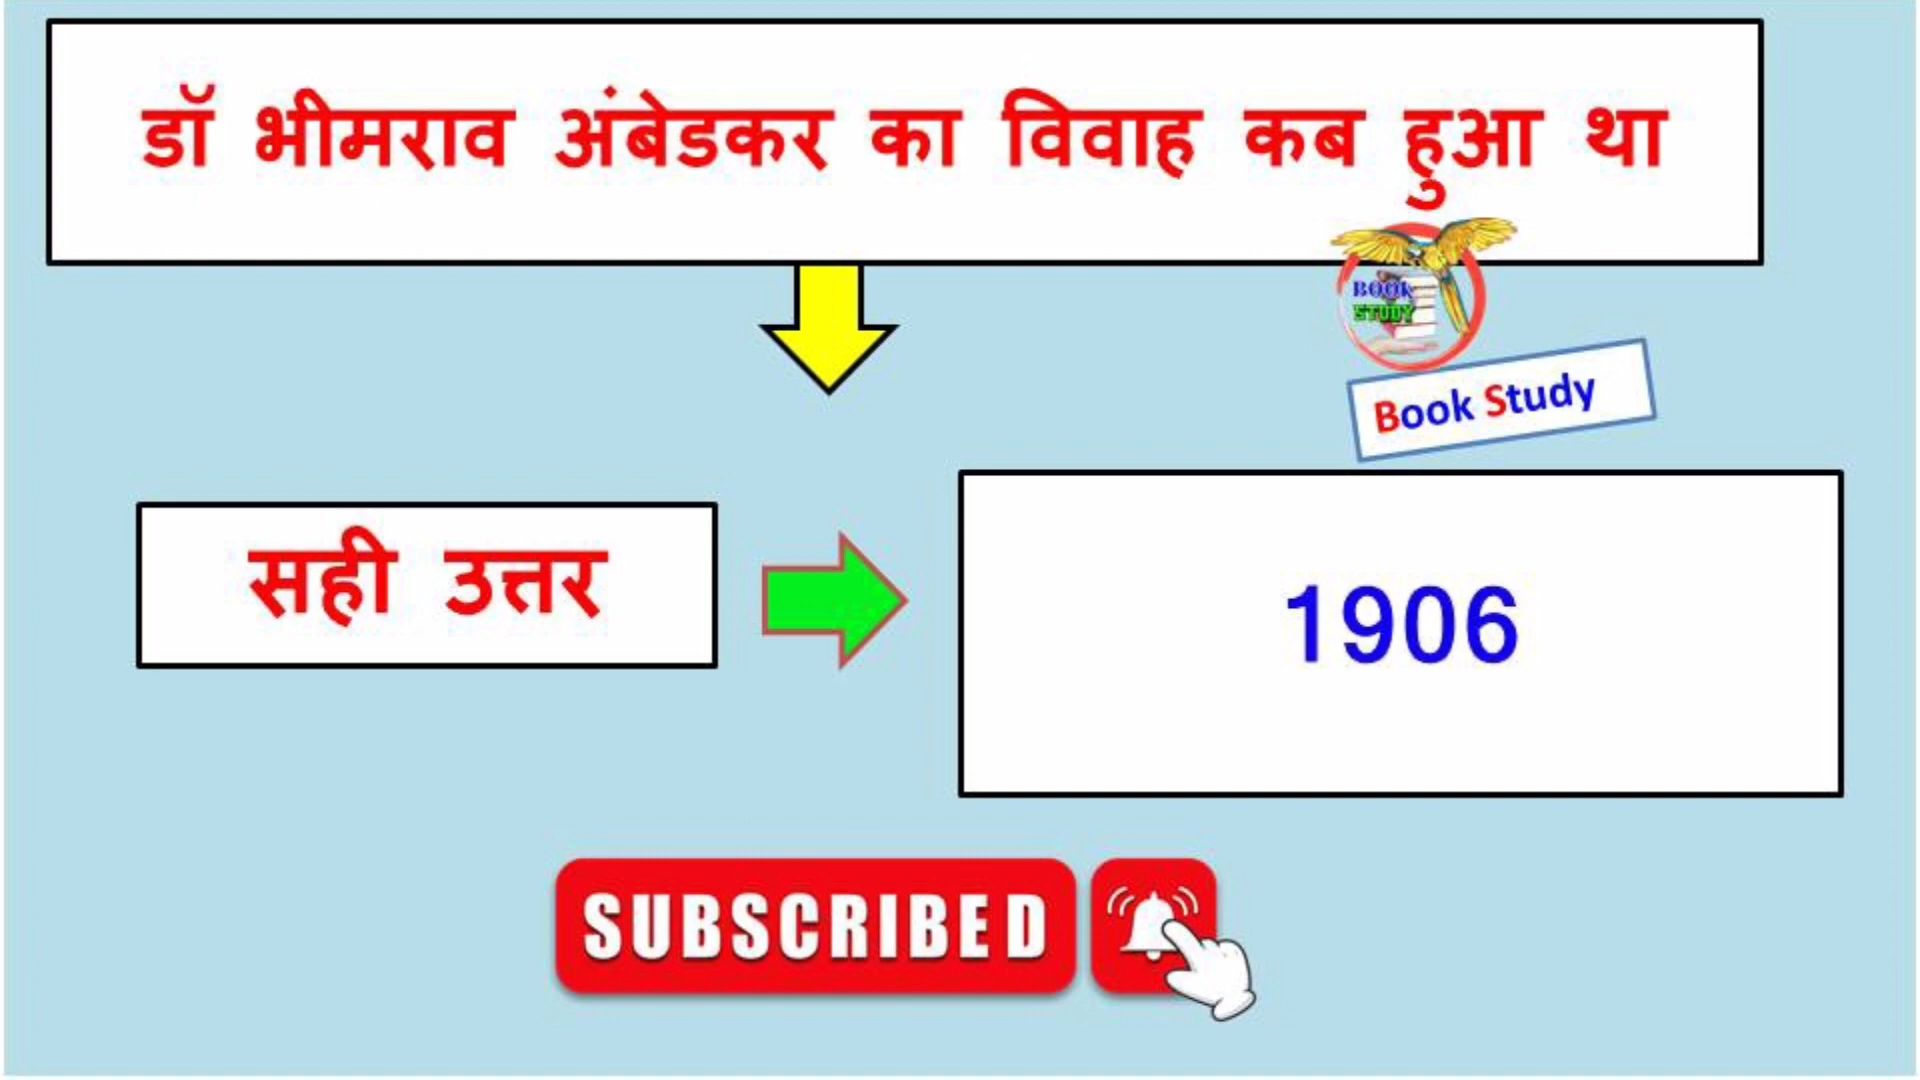 डॉ भीमराव अंबेडकर का विवाह कब हुआ था
BOOK
STUDY
Book Study
सही उत्तर
1906
SUBSCRIBED